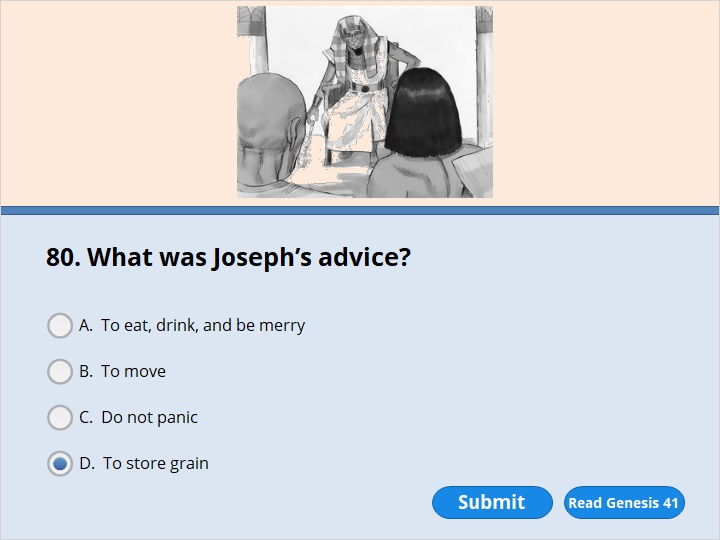 80. What was Joseph’s advice?
A. To eat, drink, and be merry
B. To move
C. Do not panic
D. To store grain
Submit
Read Genesis 41